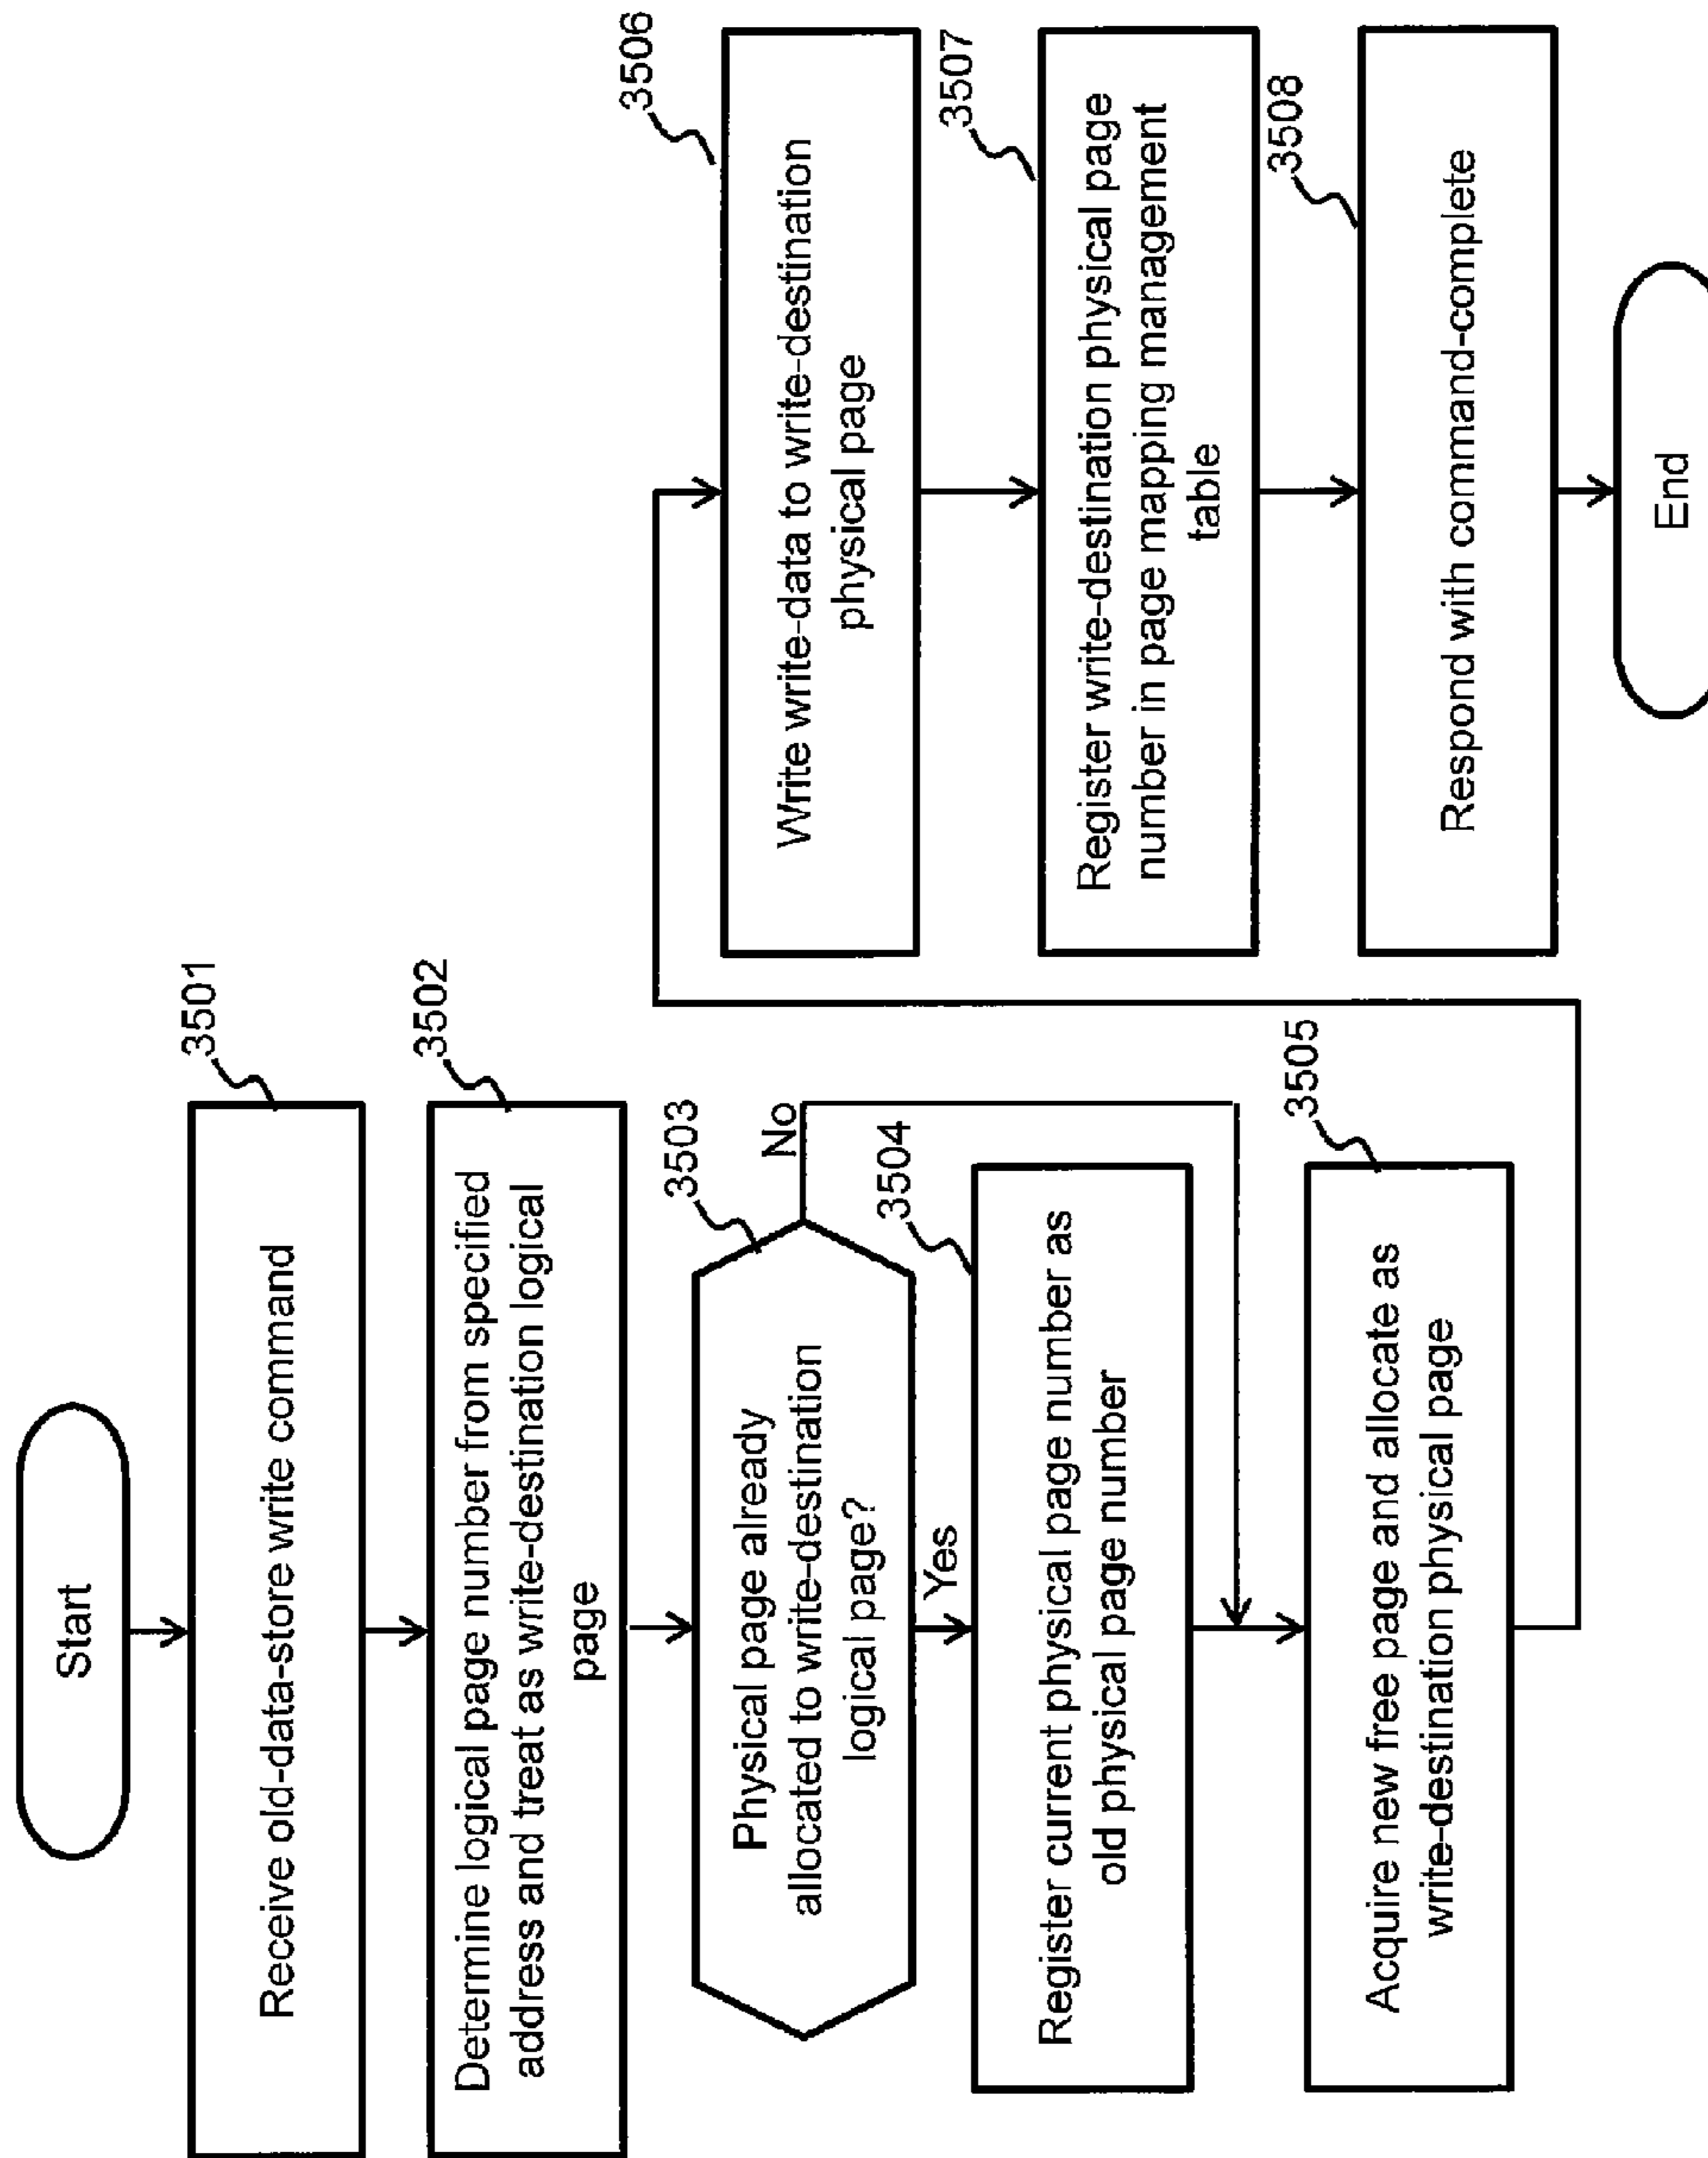 Start
3501
Receive old-data-store write command
3502
Determine logical page number from specified
address and treat as write-destination logical
page
3503
Physical page already
allocated to write-destination
logical page?
No
Yes
3504
Register current physical page number as
old physical page number
3505
Acquire new free page and allocate as
write-destination physical page
3506
Write write-data to write-destination
physical page
3507
Register write-destination physical page
number in page mapping management
table
3508
Respond with command-complete
End